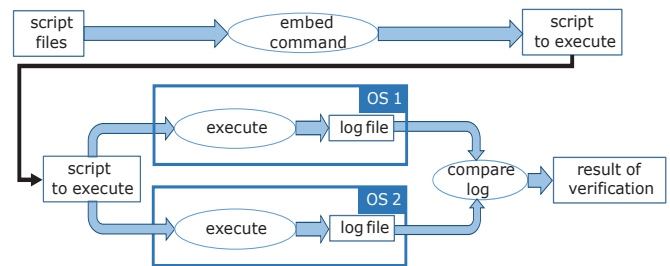 script
files
embed
command
script
to execute
OS 1
execute
log file
script
to execute
compare
log
result of
verification
OS 2
execute
log file